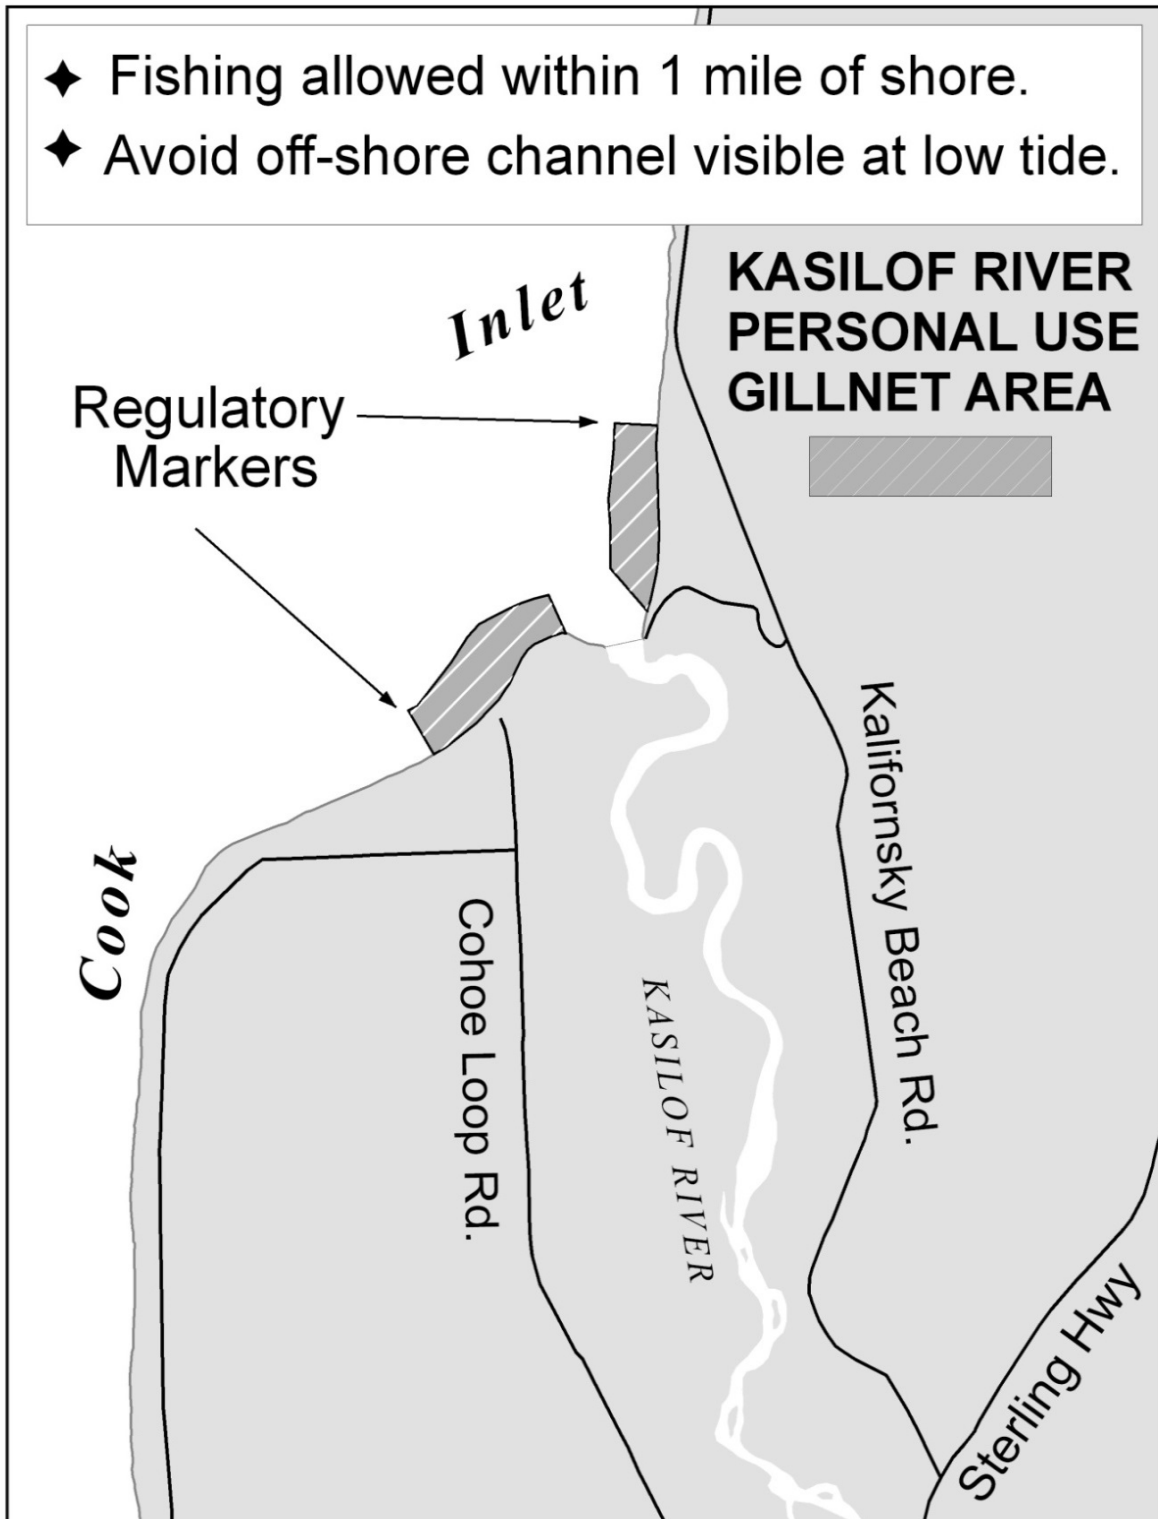 Fishing allowed within 1 mile of shore.
Avoid off-shore channel visible at low tide.
KASILOF RIVER
PERSONAL USE
GILLNET AREA
Inlet
Regulatory
Markers
Kalifornsky Beach Rd.
Cook
Cohoe Loop Rd.
KASILOF RIVER
Sterling Hwy